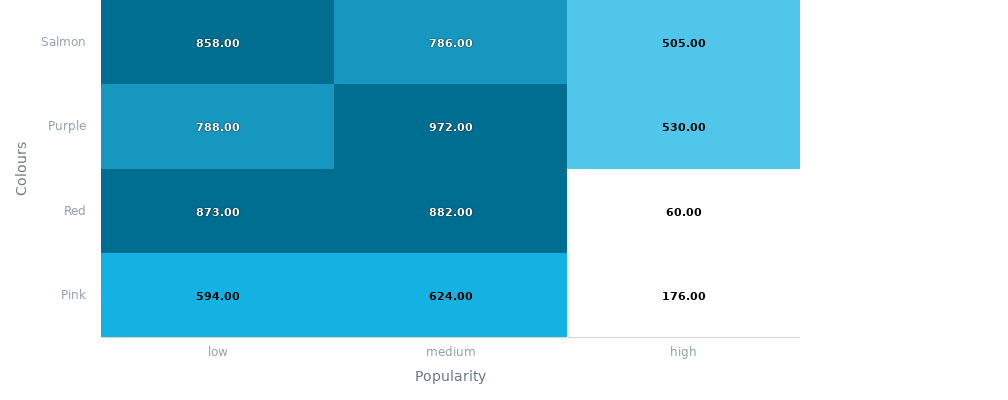 Salmon 858.00 786.00 505.00
Purple 788.00 972.00 530.00
Colours
Red 873.00 882.00 60.00
Pink 594.00 624.00 176.00
low medium high
Popularity